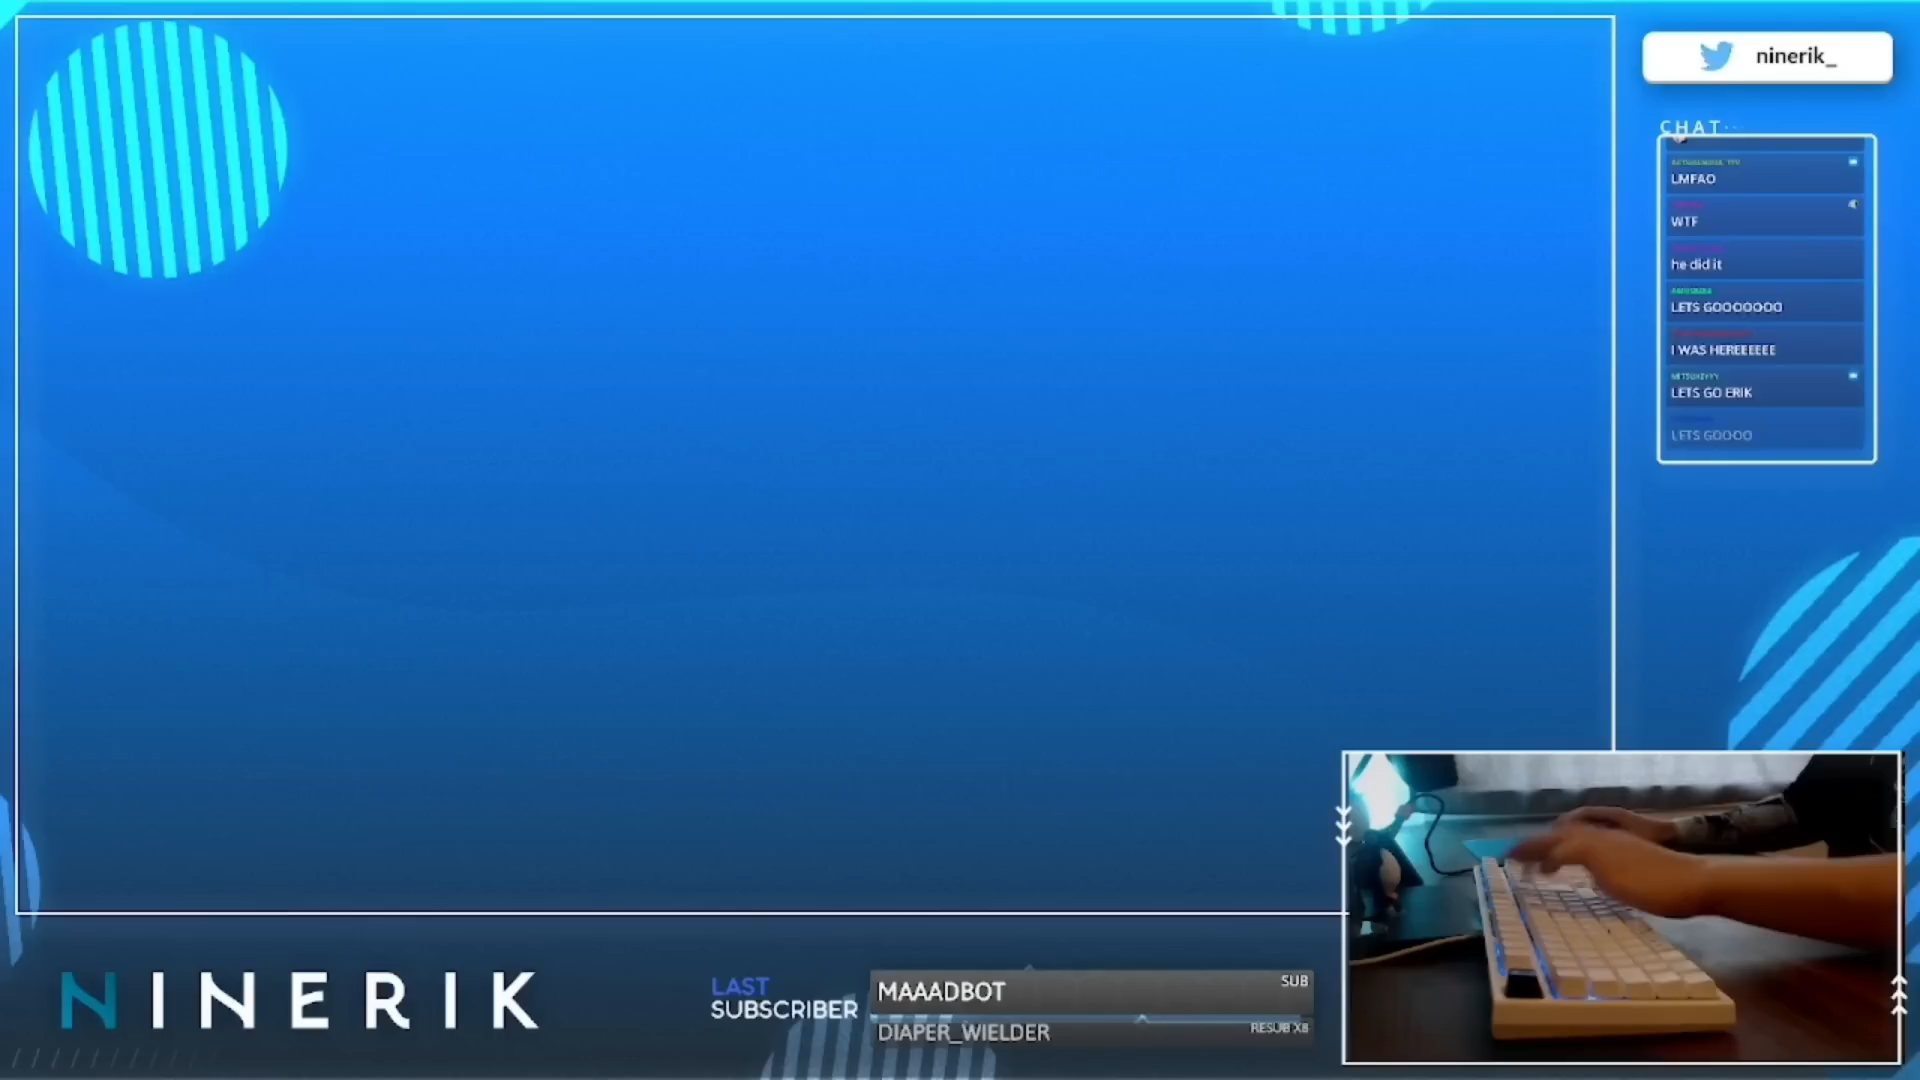 ninerik_
CHAT
LMFAO
WTF
he did it
LETS GOOOOOOO
I WAS HEREEEEEE
LETS GO ERIK
LETS GOOOO
NINERIK
LAST
SUBSCRIBER
MAAADBOT
SUB
DIAPER_WIELDER
RESUB X8